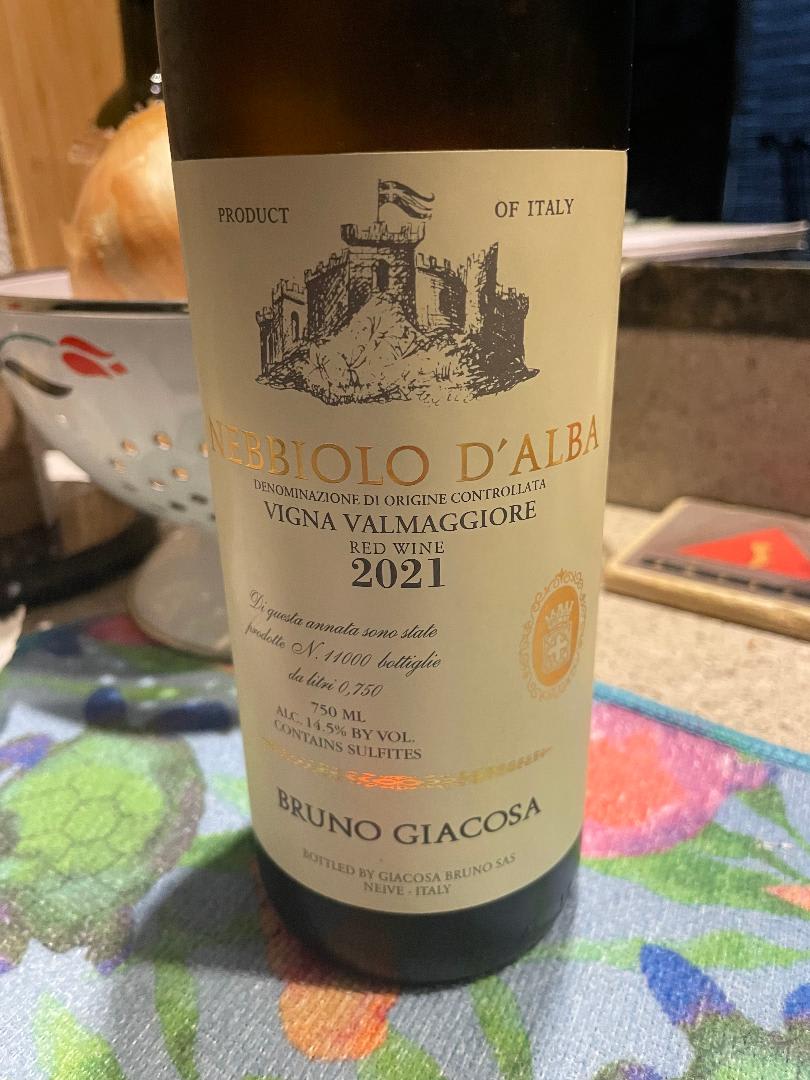 PRODUCT OF ITALY
NEBBIOLO D'ALBA
DENOMINAZIONE DI ORIGINE CONTROLLATA
VIGNA VALMAGGIORE
RED WINE
2021
Di questa annata sono state
prodotte N. 11000 bottiglie
da litri 0,750
750 ML
ALC. 14.5% BY VOL.
CONTAINS SULFITES
BRUNO GIACOSA
BOTTLED BY GIACOSA BRUNO SAS
NEIVE - ITALY